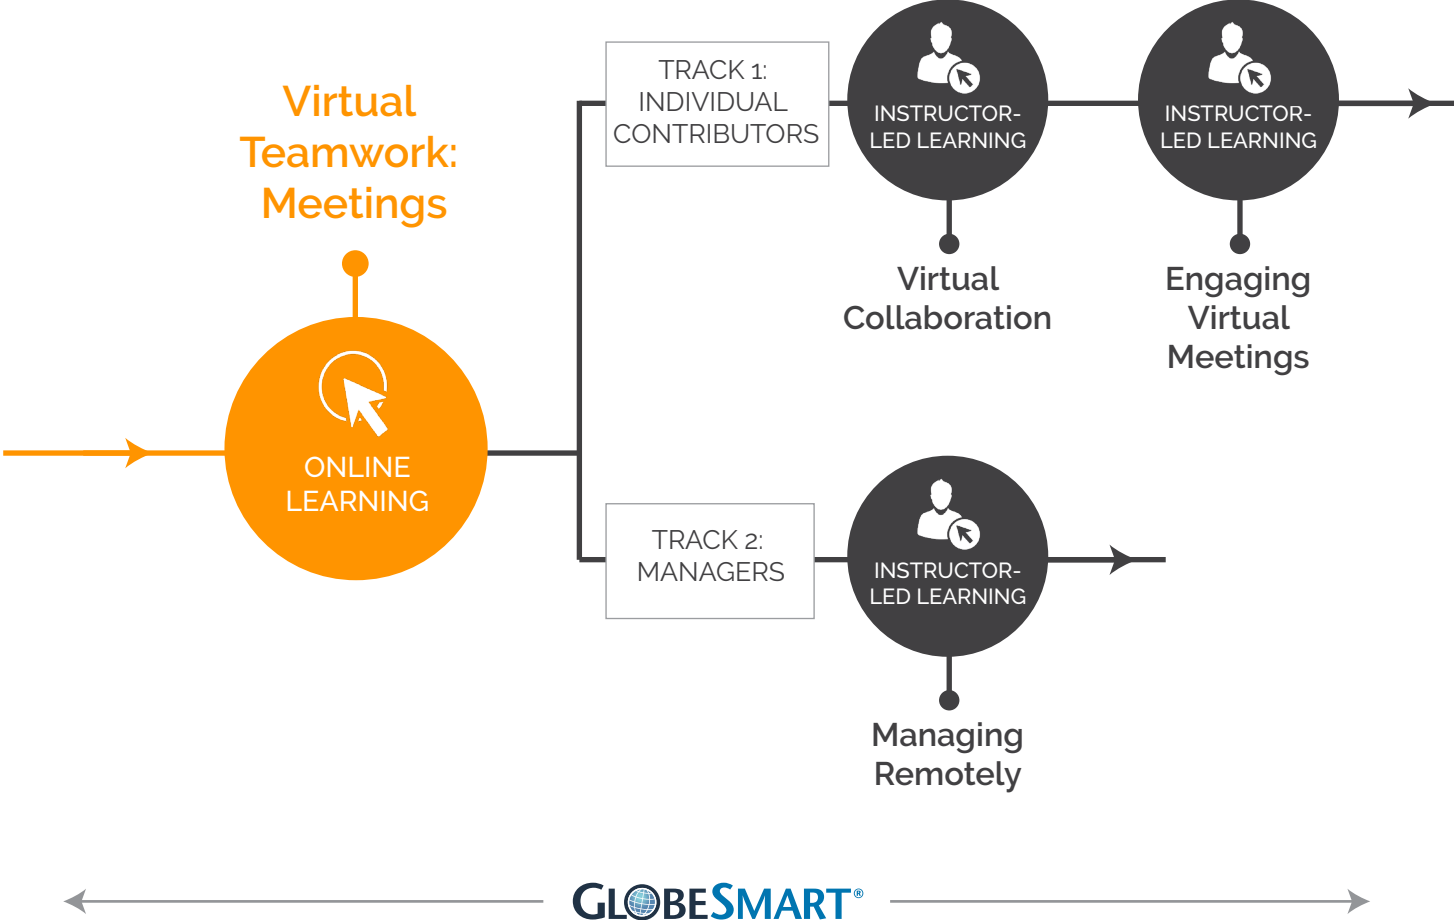 Virtual
Teamwork:
Meetings
ONLINE
LEARNING
TRACK 1:
INDIVIDUAL
CONTRIBUTORS
INSTRUCTOR-
LED LEARNING
Virtual
Collaboration
INSTRUCTOR-
LED LEARNING
Engaging
Virtual
Meetings
TRACK 2:
MANAGERS
INSTRUCTOR-
LED LEARNING
Managing
Remotely
GLOBESMART®